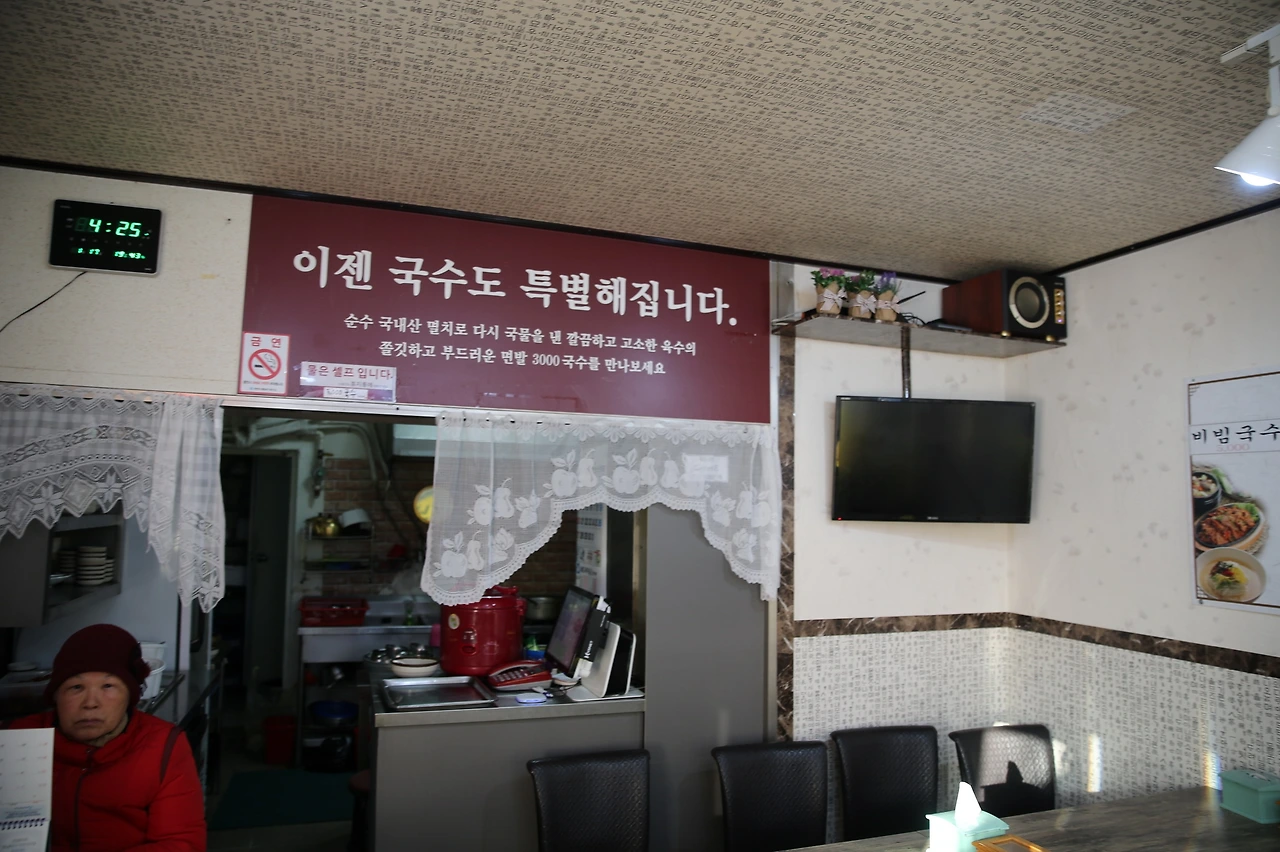 4:25
이젠 국수도 특별해집니다.
순수 국내산 멸치로 다시 국물을 낸 깔끔하고 고소한 육수의
쫄깃하고 부드러운 면발 3000국수를 만나보세요
금연
물은 셀프입니다.
비빔국수